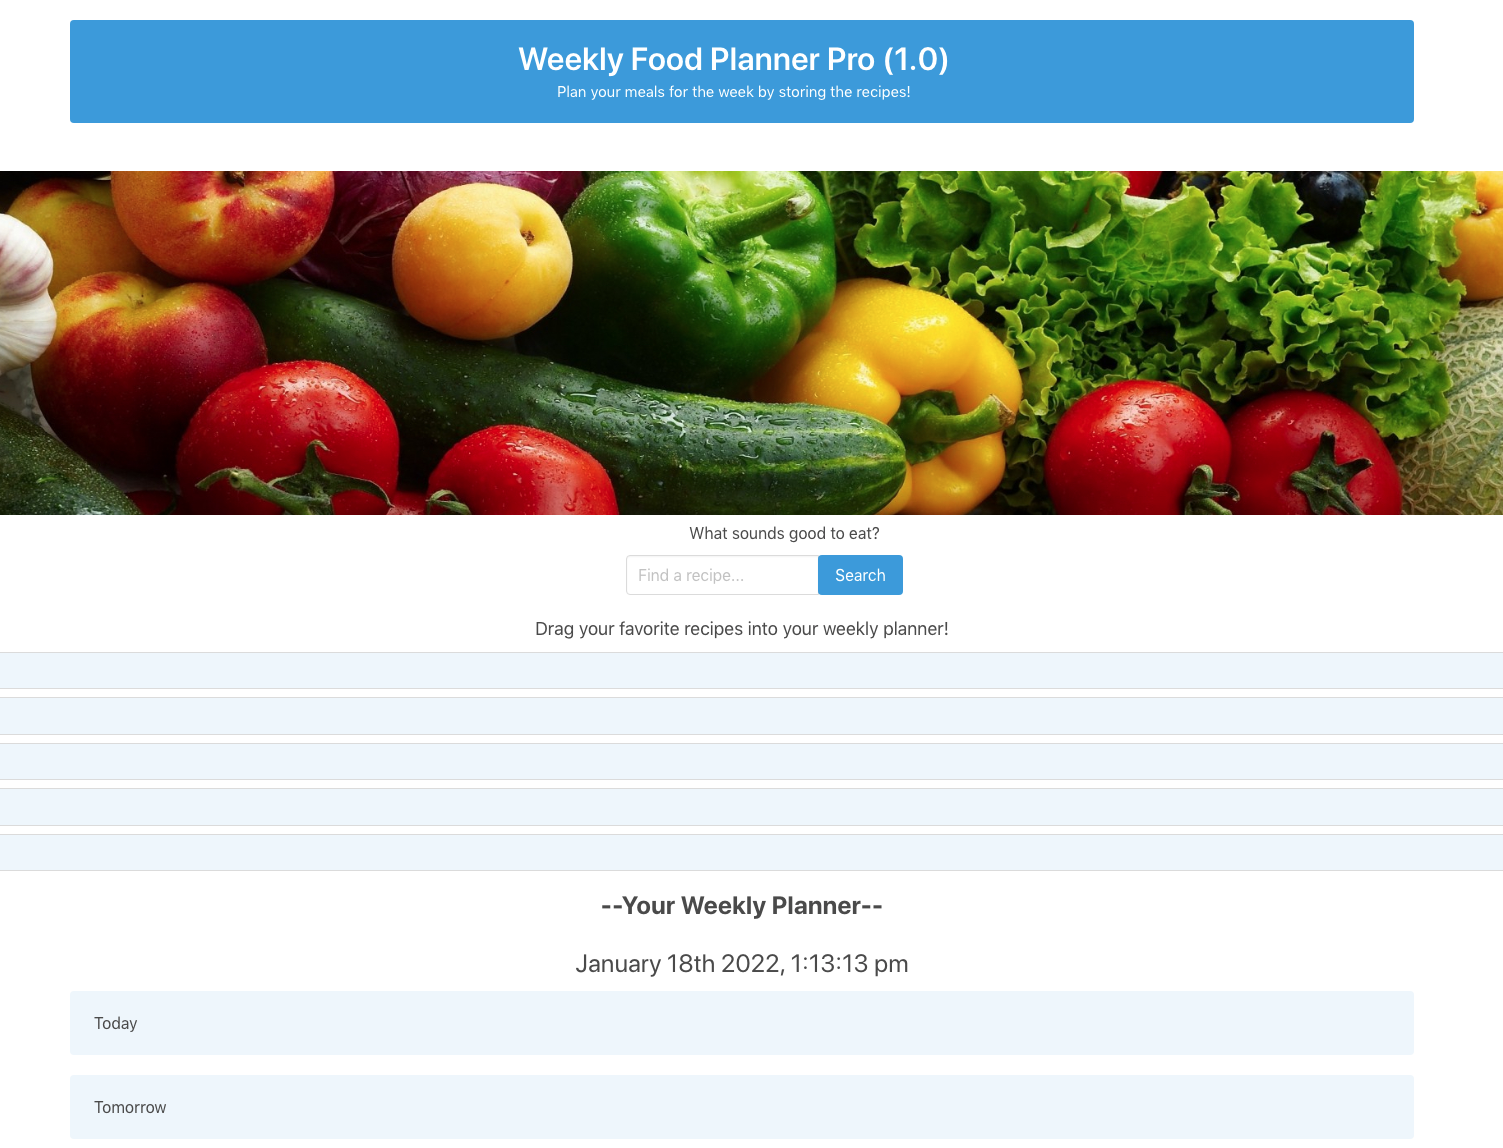 Weekly Food Planner Pro (1.0)
Plan your meals for the week by storing the recipes!
What sounds good to eat?
Find a recipe...
Search
Drag your favorite recipes into your weekly planner!
--Your Weekly Planner--
January 18th 2022, 1:13:13 pm
Today
Tomorrow